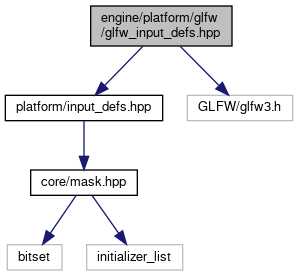 engine/platform/glfw
/glfw_input_defs.hpp
platform/input_defs.hpp
GLFW/glfw3.h
core/mask.hpp
bitset
initializer_list